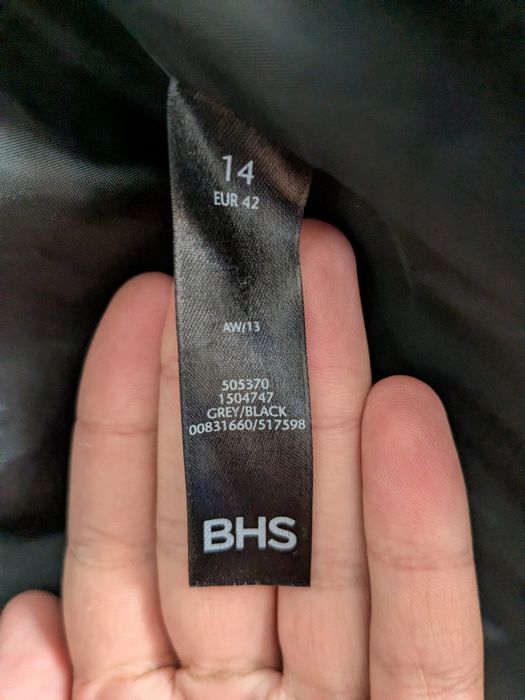 14
EUR 42
AW/13
505370
1504747
GREY/BLACK
00831660/517598
BHS